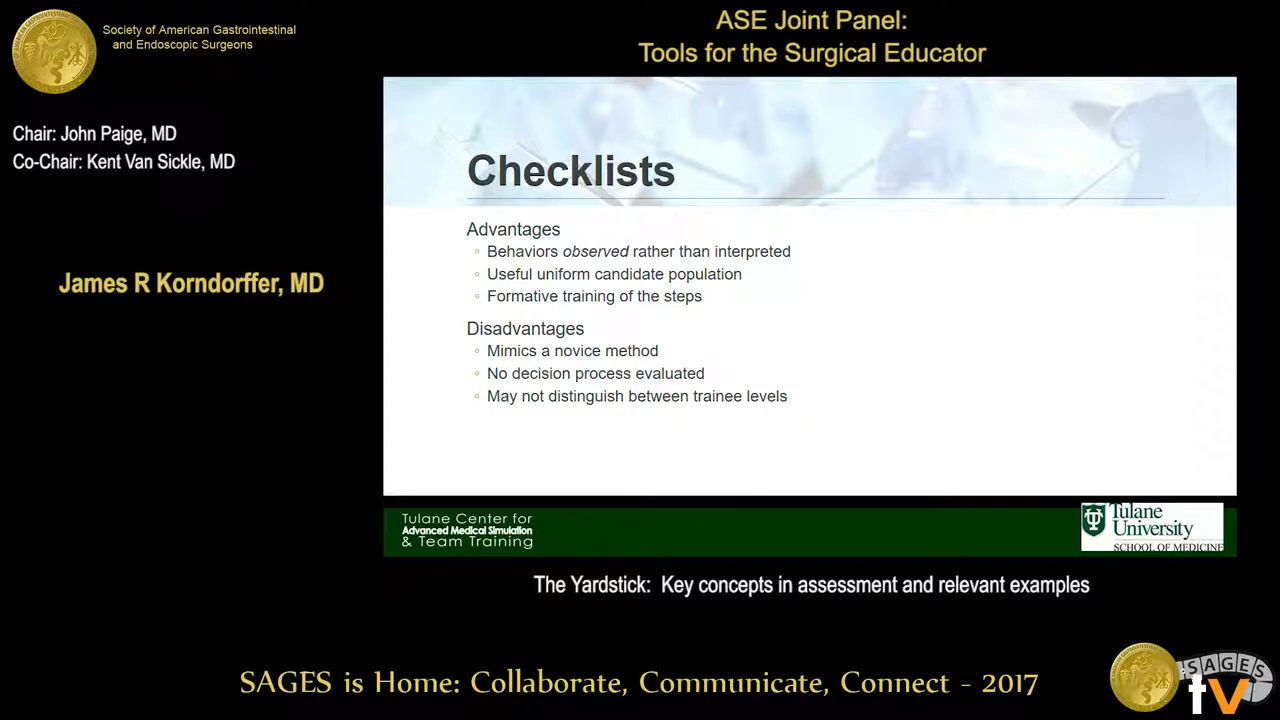 Society of American Gastrointestinal
and Endoscopic Surgeons
ASE Joint Panel:
Tools for the Surgical Educator
Chair: John Paige, MD
Co-Chair: Kent Van Sickle, MD
James R Korndorffer, MD
Checklists
Advantages
◦ Behaviors observed rather than interpreted
◦ Useful uniform candidate population
◦ Formative training of the steps
Disadvantages
◦ Mimics a novice method
◦ No decision process evaluated
◦ May not distinguish between trainee levels
Tulane Center for
Advanced Medical Simulation
& Team Training
Tulane
University
SCHOOL OF MEDICINE
The Yardstick: Key concepts in assessment and relevant examples
SAGES is Home: Collaborate, Communicate, Connect - 2017
SAGES
tv